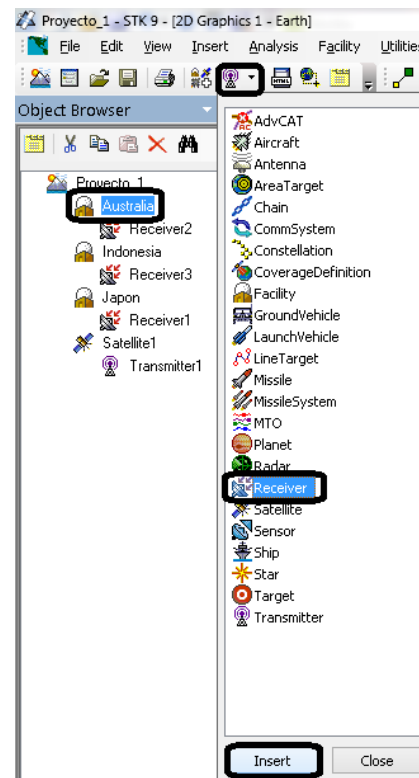 Proyecto_1 - STK 9 - [2D Graphics 1 - Earth]
File Edit View Insert Analysis Facility Utilitie
Object Browser
Proyecto_1
Australia
Receiver2
Indonesia
Receiver3
Japon
Receiver1
Satellite1
Transmitter1
AdvCAT
Aircraft
Antenna
AreaTarget
Chain
CommSystem
Constellation
CoverageDefinition
Facility
GroundVehicle
LaunchVehicle
LineTarget
Missile
MissileSystem
MTO
Planet
Radar
Receiver
Satellite
Sensor
Ship
Star
Target
Transmitter
Insert Close